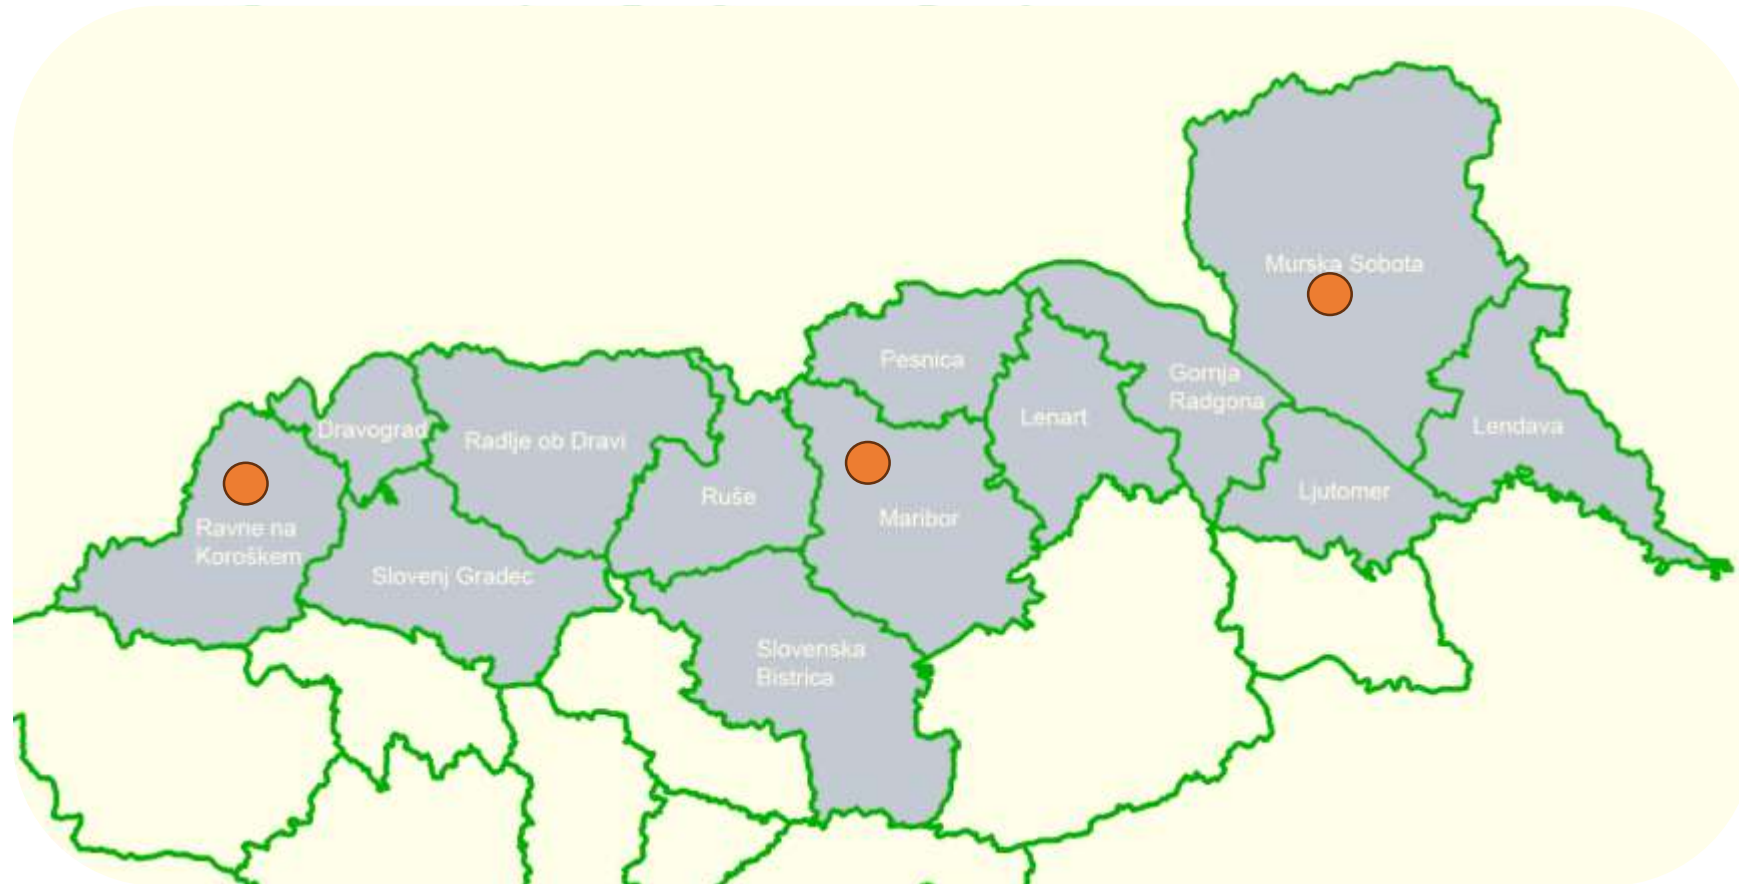 Murska Sobota
Pesnica
Gornja
Radgona
Lenart
Lendava
Dravograd
Radlje ob Dravi
Ruše
Ljutomer
Maribor
Ravne na
Koroškem
Slovenj Gradec
Slovenska
Bistrica